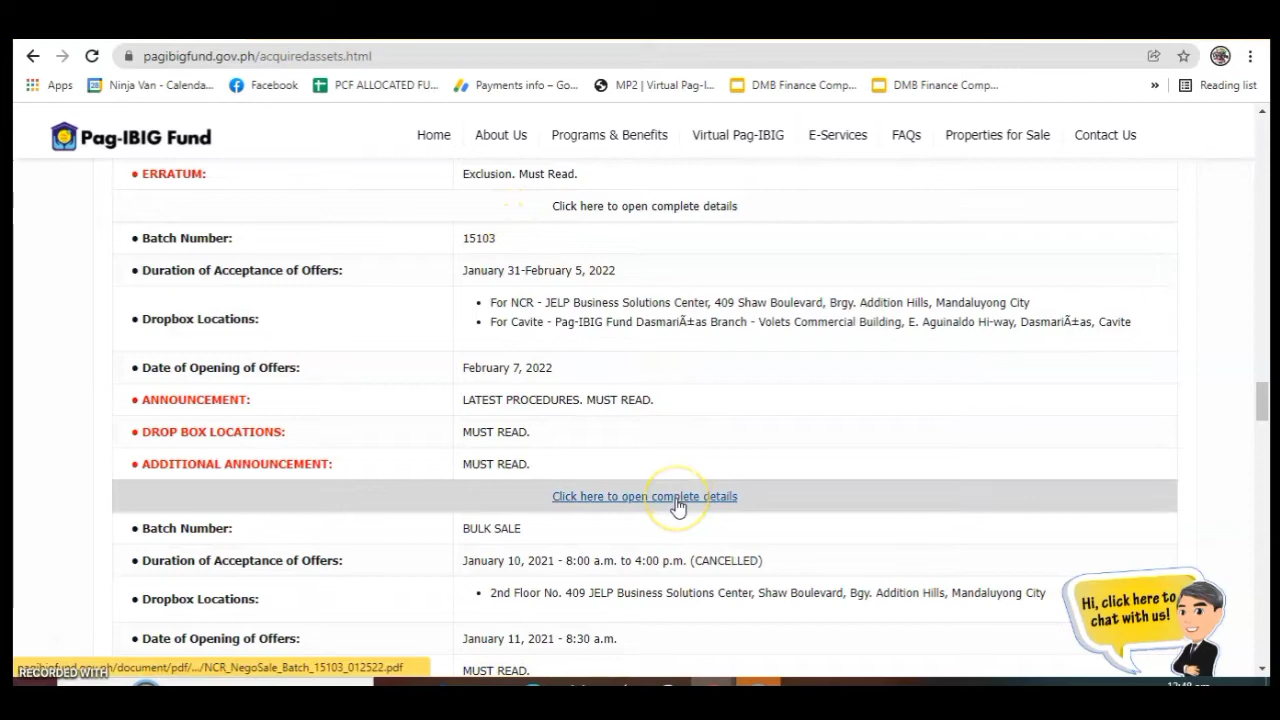 pagibigfund.gov.ph/acquiredassets.html
Apps Ninja Van - Calenda... Facebook PCF ALLOCATED FU... Payments info – Go... MP2 | Virtual Pag-I... DMB Finance Comp... DMB Finance Comp... » Reading list
Pag-IBIG Fund Home About Us Programs & Benefits Virtual Pag-IBIG E-Services FAQs Properties for Sale Contact Us
• ERRATUM: Exclusion. Must Read.
Click here to open complete details
• Batch Number: 15103
• Duration of Acceptance of Offers: January 31-February 5, 2022
• For NCR - JELP Business Solutions Center, 409 Shaw Boulevard, Brgy. Addition Hills, Mandaluyong City
• Dropbox Locations:
• For Cavite - Pag-IBIG Fund DasmariÃ±as Branch - Volets Commercial Building, E. Aguinaldo Hi-way, DasmariÃ±as, Cavite
• Date of Opening of Offers: February 7, 2022
• ANNOUNCEMENT: LATEST PROCEDURES. MUST READ.
• DROP BOX LOCATIONS: MUST READ.
• ADDITIONAL ANNOUNCEMENT: MUST READ.
Click here to open complete details
• Batch Number: BULK SALE
• Duration of Acceptance of Offers: January 10, 2021 - 8:00 a.m. to 4:00 p.m. (CANCELLED)
• Dropbox Locations: • 2nd Floor No. 409 JELP Business Solutions Center, Shaw Boulevard, Bgy. Addition Hills, Mandaluyong City
Hi, click here to
chat with us!
• Date of Opening of Offers: January 11, 2021 - 8:30 a.m.
pagibigfund.gov.ph/document/pdf/.../NCR_NegoSale_Batch_15103_012522.pdf
MUST READ.
RECORDED WITH